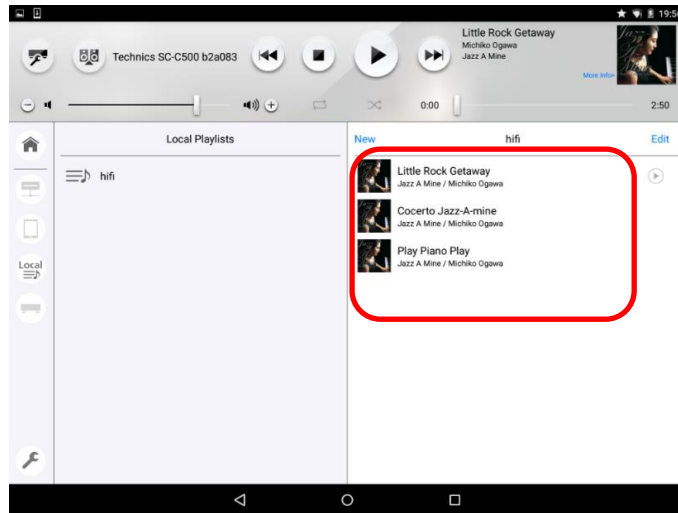 19:5
Little Rock Getaway
Michiko Ogawa
Jazz A Mine
Technics SC-C500 b2a083
More Info>
0:00
2:50
Local Playlists
New
hifi
Edit
hifi
Local
Little Rock Getaway
Jazz A Mine / Michiko Ogawa
Cocerto Jazz-A-mine
Jazz A Mine / Michiko Ogawa
Play Piano Play
Jazz A Mine / Michiko Ogawa